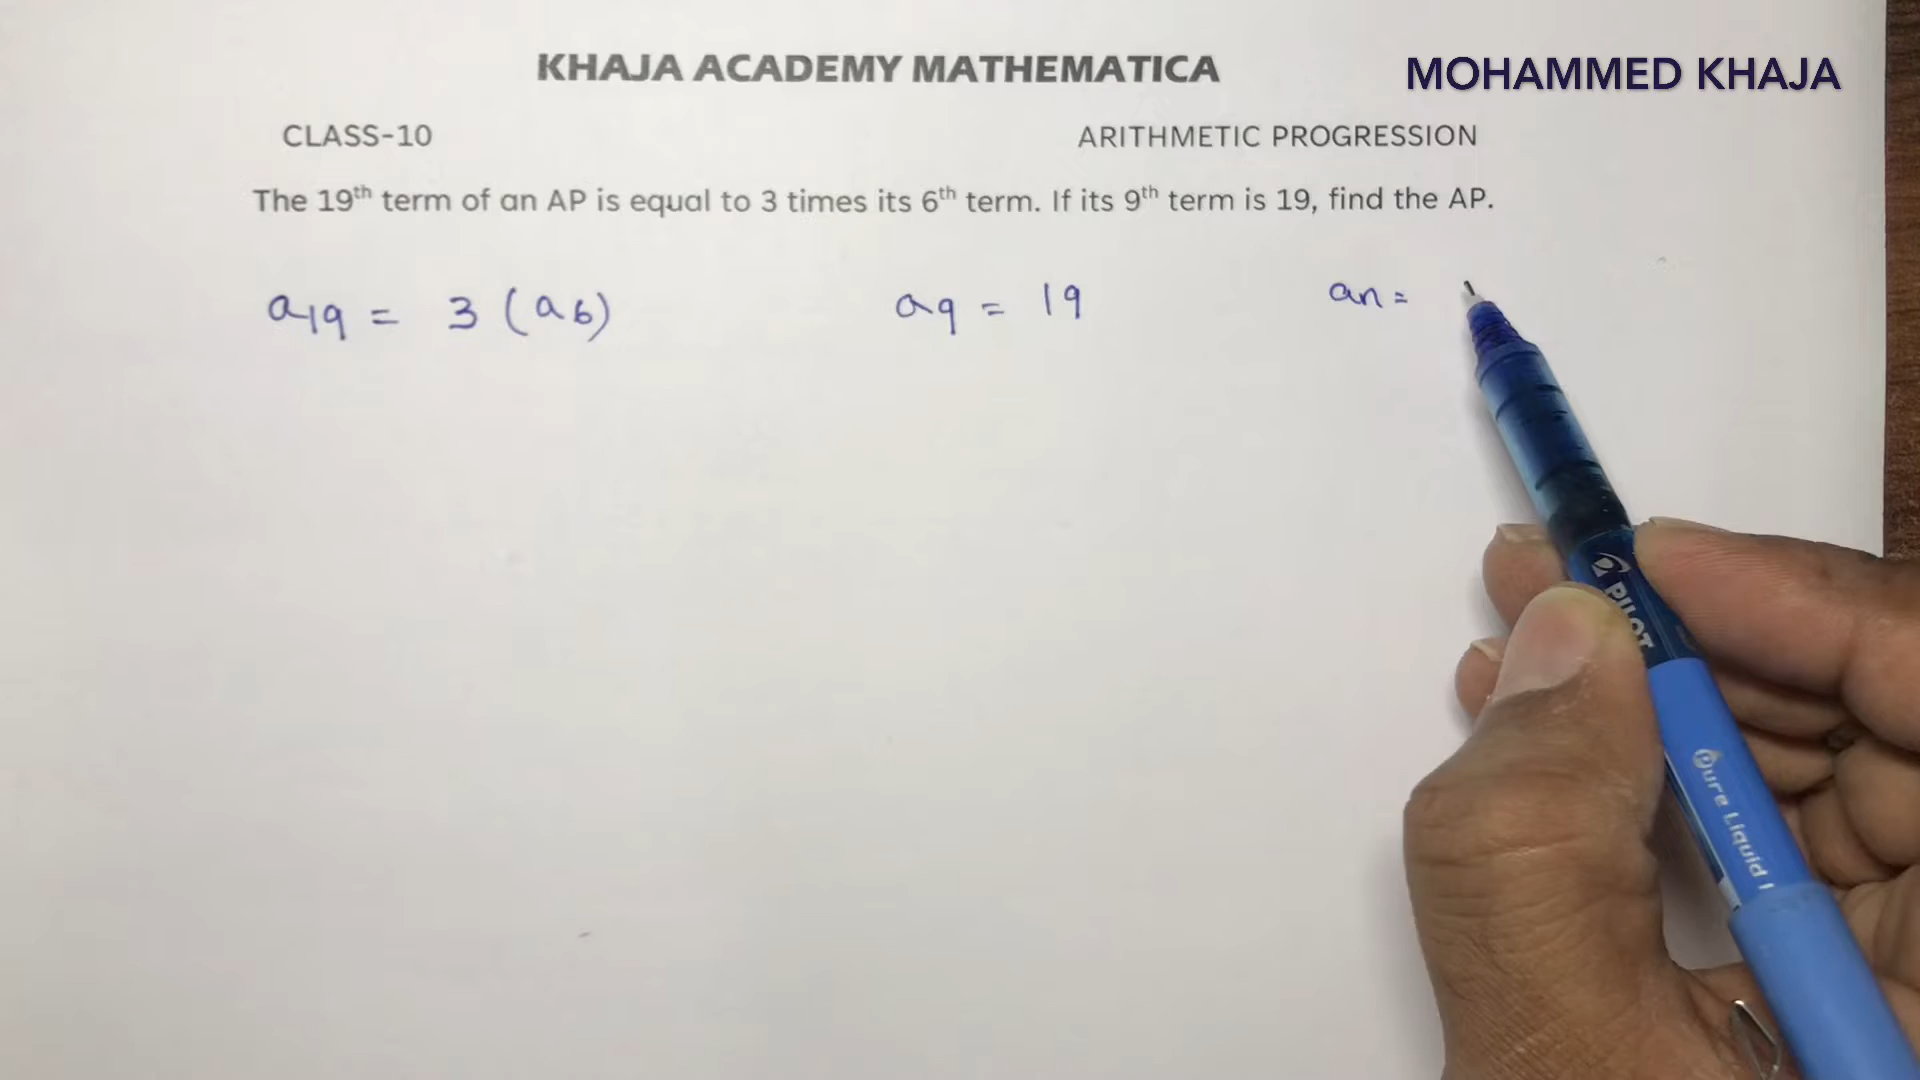 KHAJA ACADEMY MATHEMATICA
MOHAMMED KHAJA
CLASS-10
ARITHMETIC PROGRESSION
The 19th term of an AP is equal to 3 times its 6th term. If its 9th term is 19, find the AP.
a19 = 3 (a6)
a9 = 19
an =
PILOT
Pure Liquid